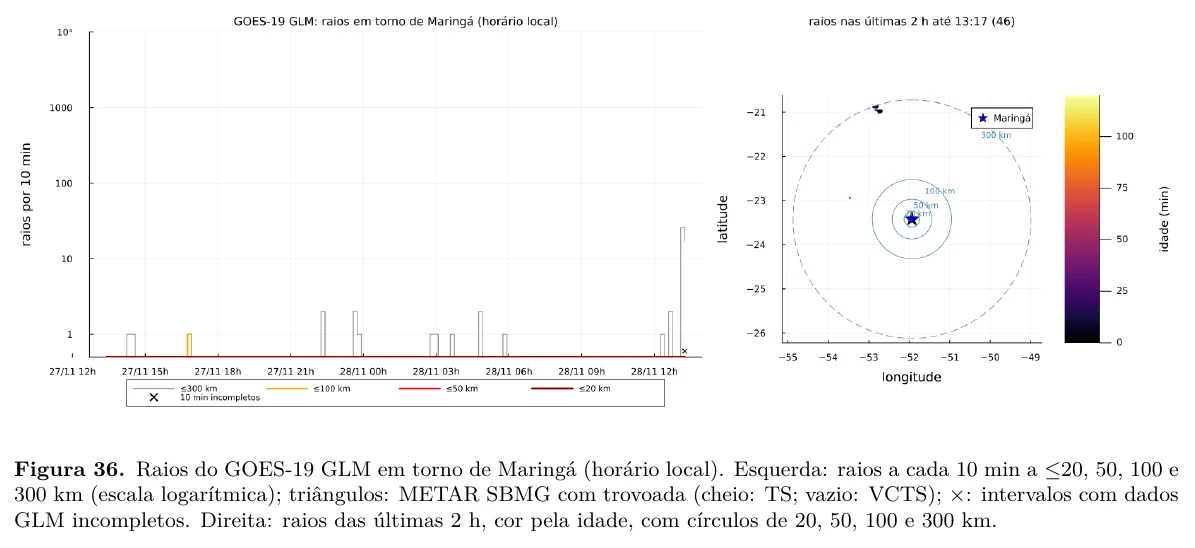 GOES-19 GLM: raios em torno de Maringá (horário local)
raios por 10 min
1000
100
10
1
27/11 12h 27/11 15h 27/11 18h 27/11 21h 28/11 00h 28/11 03h 28/11 06h 28/11 09h 28/11 12h
≤300 km ≤100 km ≤50 km ≤20 km
10 min incompletos
raios nas últimas 2 h até 13:17 (46)
Maringá
300 km
100 km
50 km
latitude
−21
−22
−23
−24
−25
−26
−55 −54 −53 −52 −51 −50 −49
longitude
100
75
50
25
0
idade (min)
Figura 36. Raios do GOES-19 GLM em torno de Maringá (horário local). Esquerda: raios a cada 10 min a ≤20, 50, 100 e
300 km (escala logarítmica); triângulos: METAR SBMG com trovoada (cheio: TS; vazio: VCTS); ×: intervalos com dados
GLM incompletos. Direita: raios das últimas 2 h, cor pela idade, com círculos de 20, 50, 100 e 300 km.